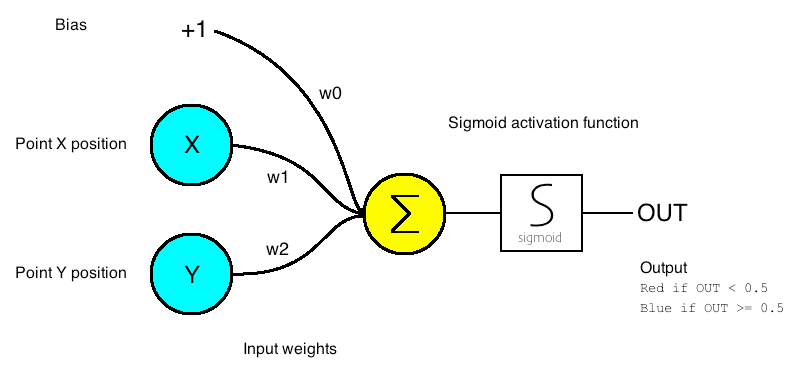 Bias
+1
w0
Sigmoid activation function
Point X position
X
w1
Σ
S
sigmoid
OUT
w2
Point Y position
Y
Output
Red if OUT < 0.5
Blue if OUT >= 0.5
Input weights